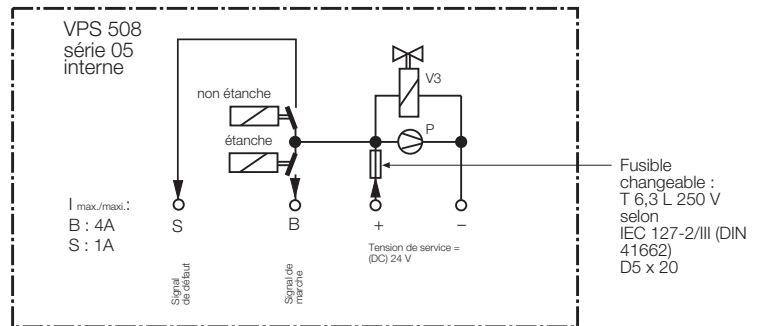 VPS 508
série 05
interne
non étanche
étanche
V3
P
I max./maxi.:
B : 4A
S : 1A
S
B
+
–
Tension de service =
(DC) 24 V
Signal
de défaut
Signal de
marche
Fusible
changeable :
T 6,3 L 250 V
selon
IEC 127-2/III (DIN
41662)
D5 x 20